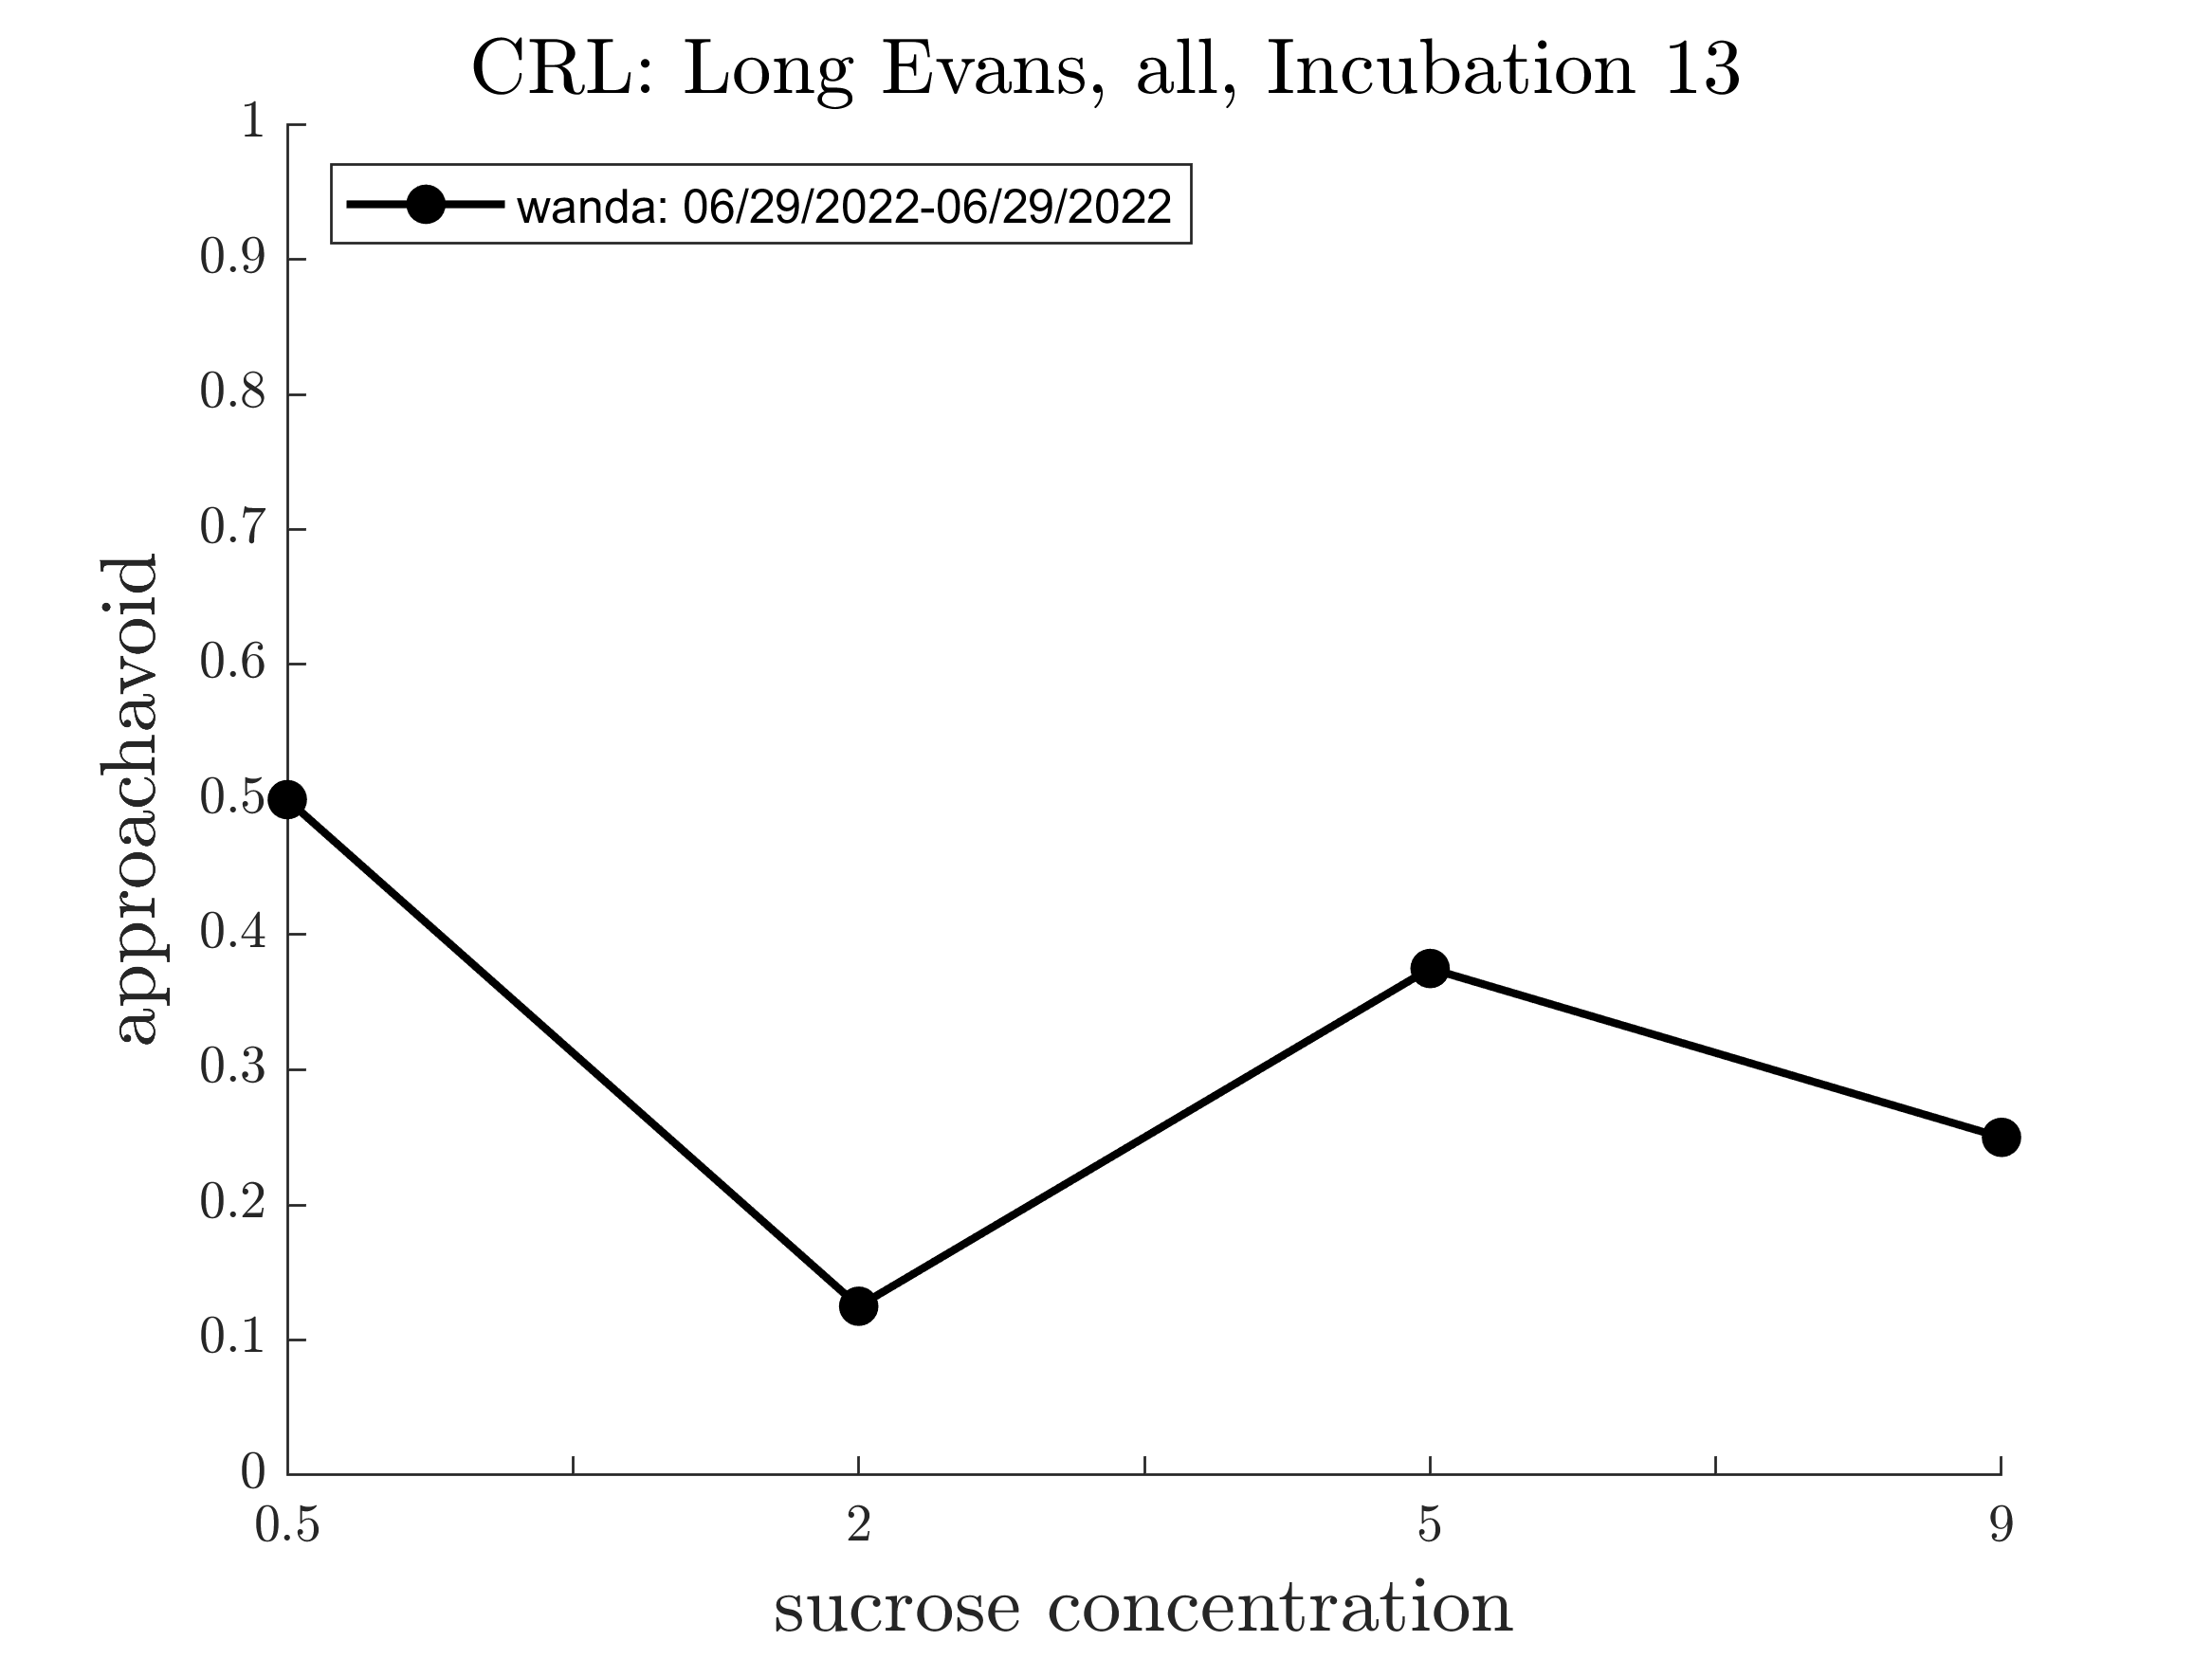 CRL: Long Evans, all, Incubation 13
wanda: 06/29/2022-06/29/2022
1
0.9
0.8
0.7
0.6
0.5
0.4
0.3
0.2
0.1
0
approachavoid
0.5 2 5 9
sucrose concentration